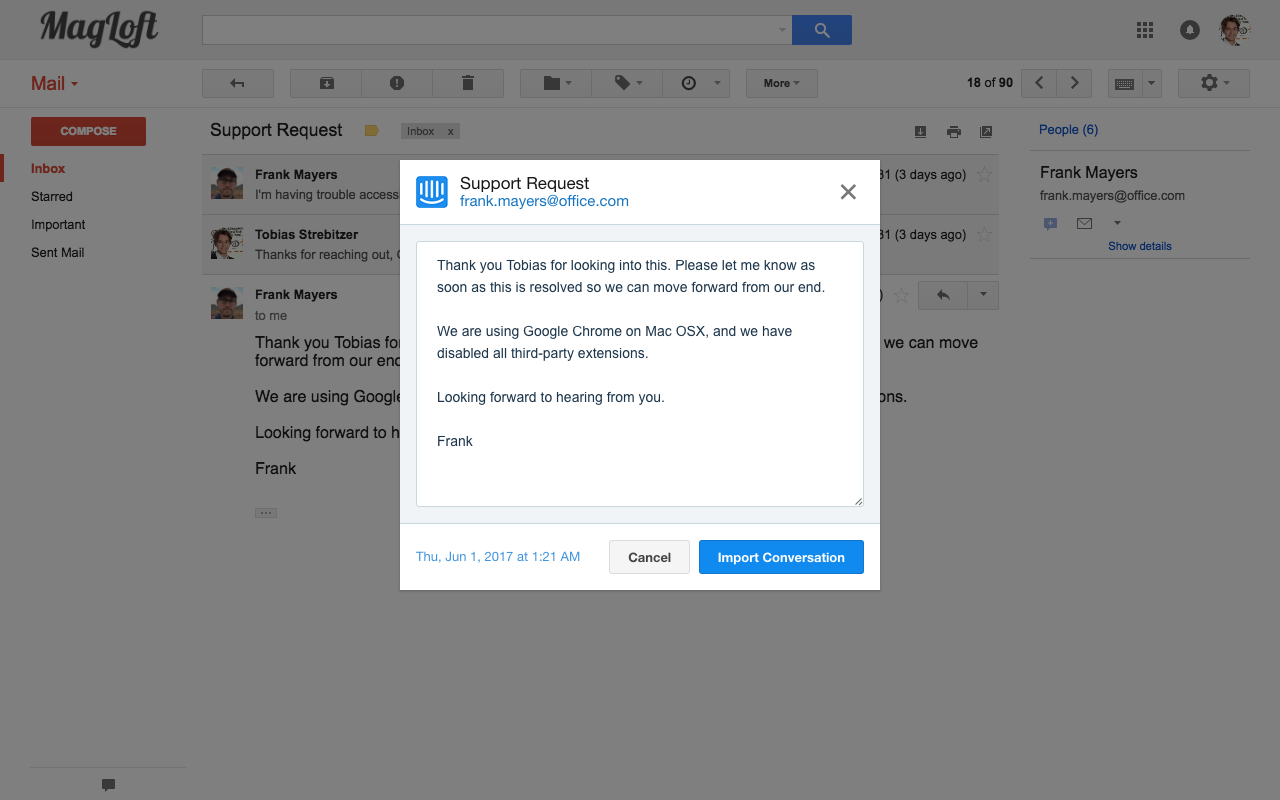 MagLoft
Mail
More
18 of 90
COMPOSE
Inbox
Starred
Important
Sent Mail
Support Request
Inbox x
People (6)
Frank Mayers
31 (3 days ago)
I'm having trouble access
Tobias Strebitzer
31 (3 days ago)
Thanks for reaching out,
Frank Mayers
to me
Thank you Tobias fo
we can move
forward from our end
We are using Google
ons.
Looking forward to h
Frank
Frank Mayers
frank.mayers@office.com
Show details
Support Request
frank.mayers@office.com
Thank you Tobias for looking into this. Please let me know as
soon as this is resolved so we can move forward from our end.
We are using Google Chrome on Mac OSX, and we have
disabled all third-party extensions.
Looking forward to hearing from you.
Frank
Thu, Jun 1, 2017 at 1:21 AM
Cancel
Import Conversation